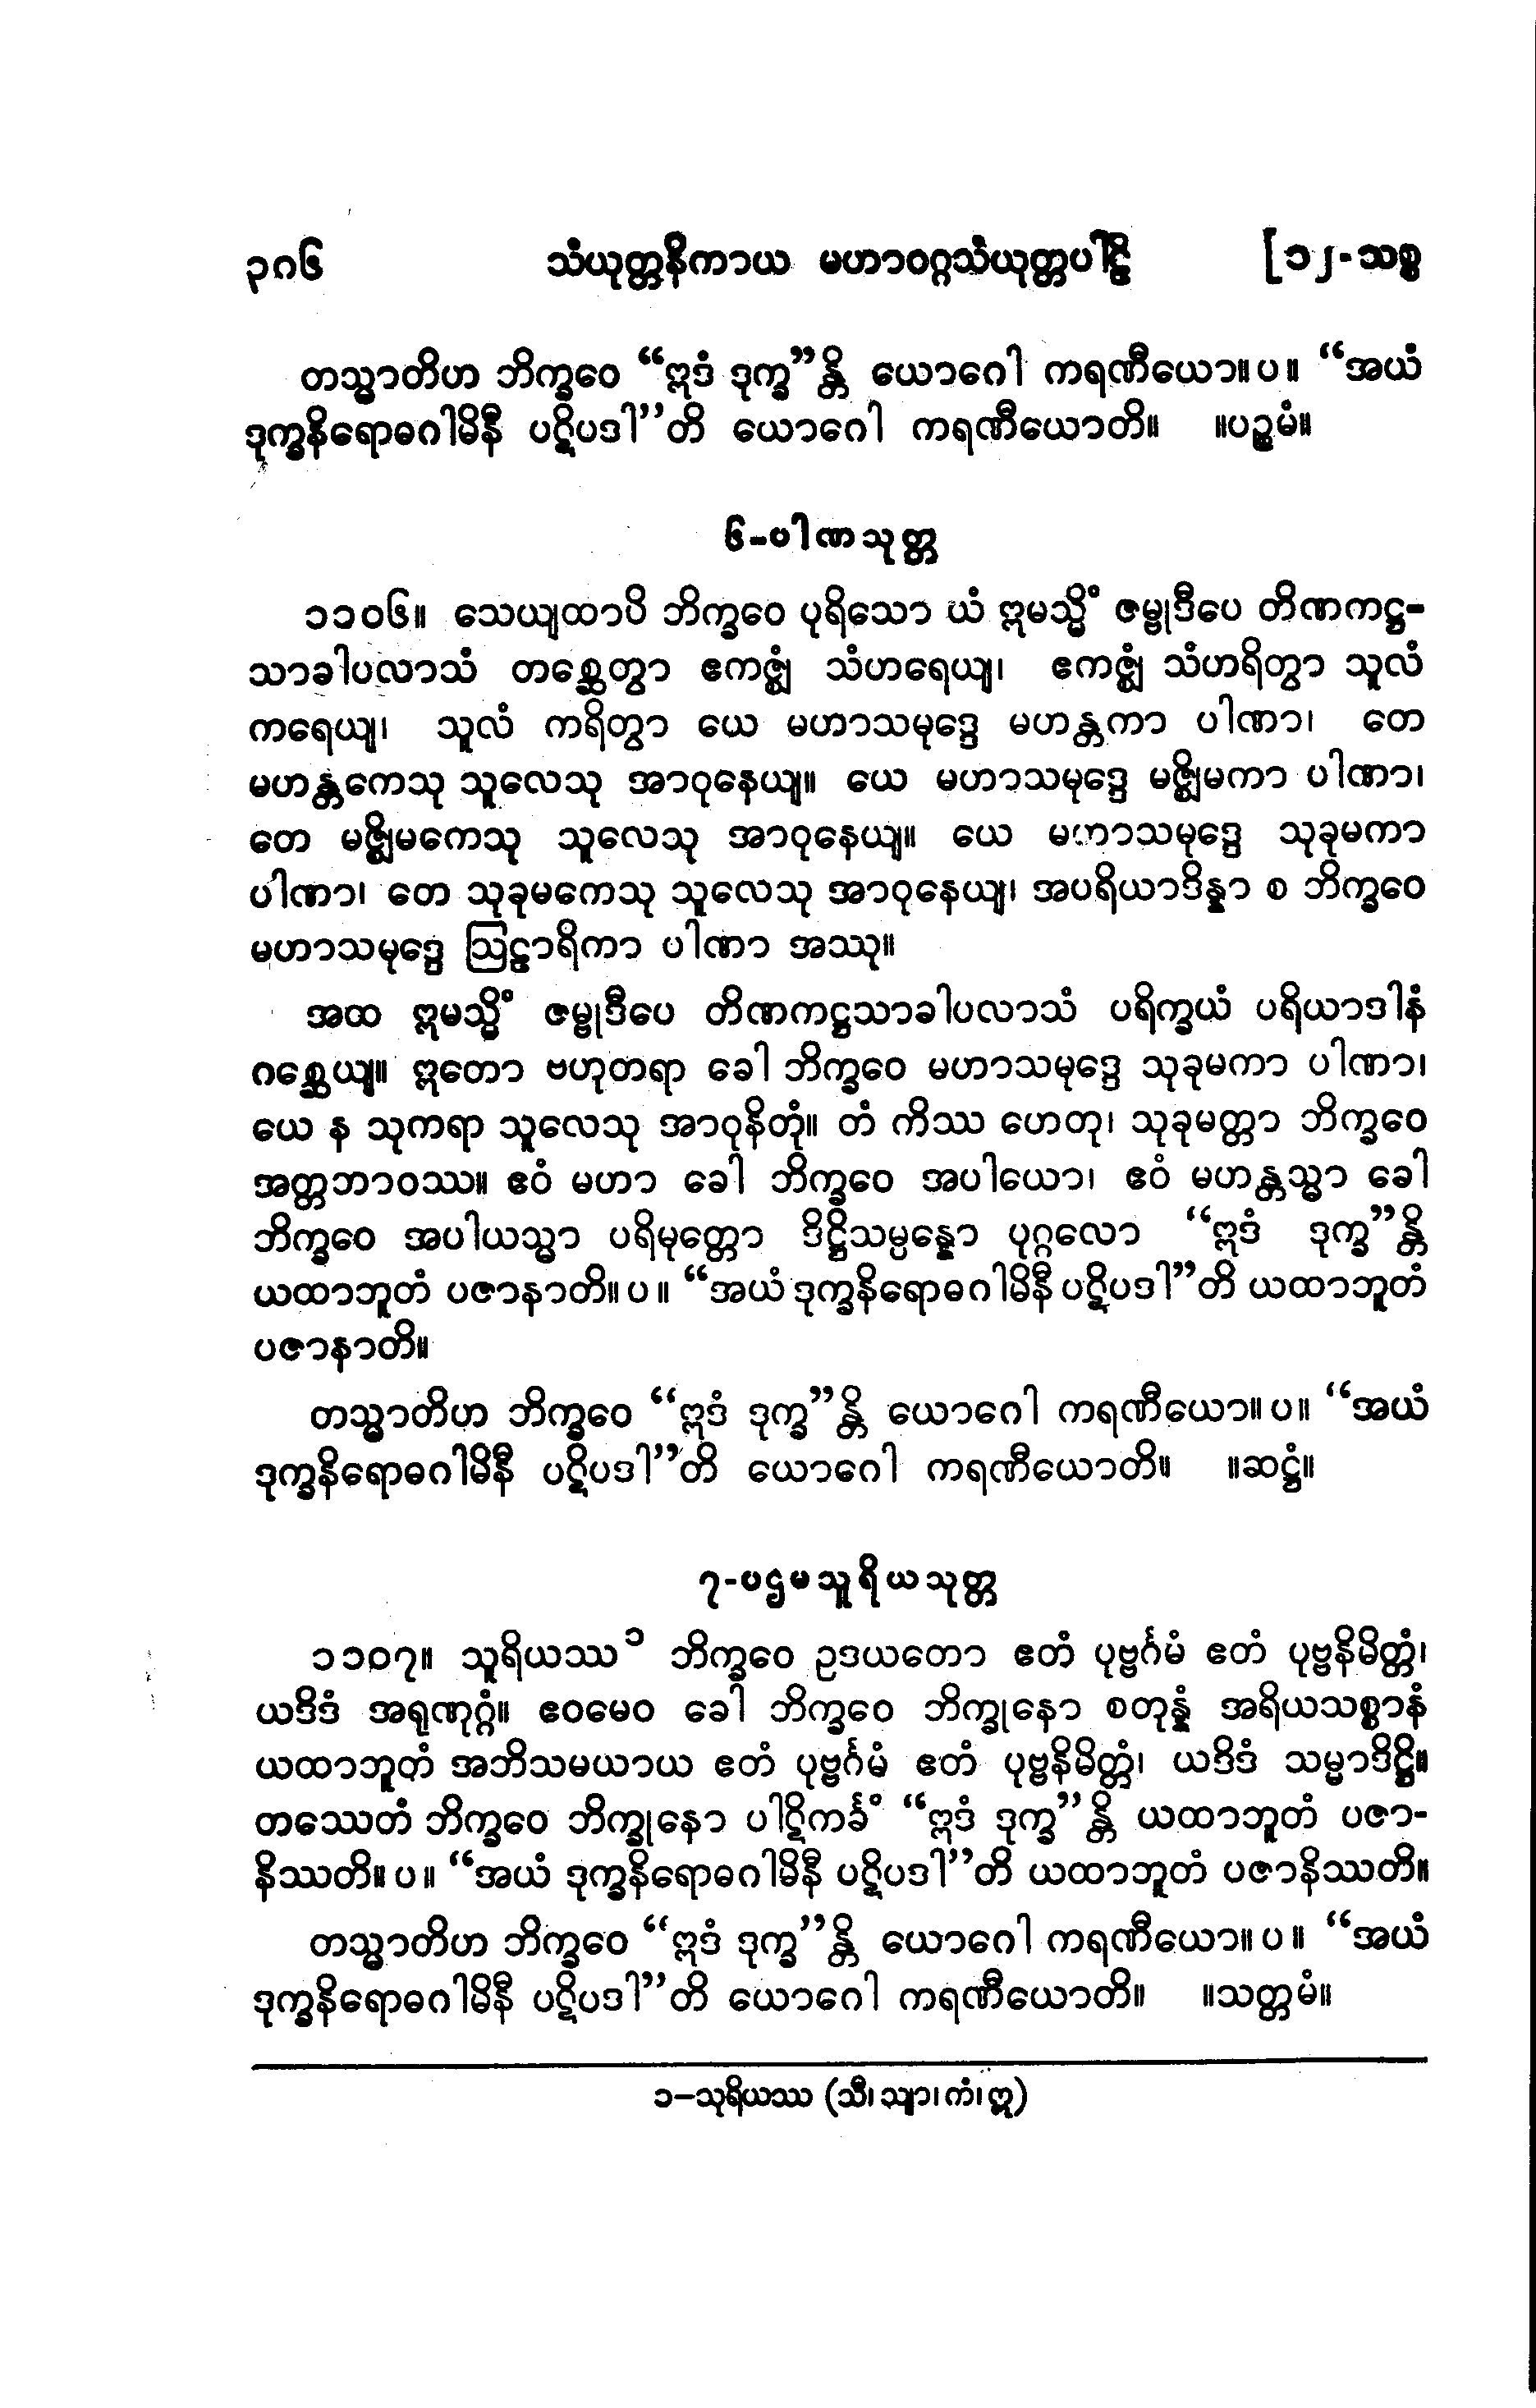 ၃၈၆ သံယုတ္တနိကာယ မဟာဝဂ္ဂသံယုတ္တပါဠိ [၁၂-သစ္စ
တသ္မာတိဟ ဘိက္ခဝေ “ဣဒံ ဒုက္ခ”န္တိ ယောဂေါ ကရဏီယော။ ပ။ “အယံ
ဒုက္ခနိရောဓဂါမိနီ ပဋိပဒါ”တိ ယောဂေါ ကရဏီယောတိ။ ။ပဉ္စမံ။
၆-ပါဏသုတ္တ
၁၁၀၆။ သေယျထာပိ ဘိက္ခဝေ ပုရိသော ယံ ဣမသ္မိံ ဇမ္ဗုဒီပေ တိဏကဋ္ဌ-
သာခါပလာသံ တစ္ဆေတွာ ဧကဇ္ဈံ သံဟရေယျ၊ ဧကဇ္ဈံ သံဟရိတွာ သူလံ
ကရေယျ၊ သူလံ ကရိတွာ ယေ မဟာသမုဒ္ဒေ မဟန္တကာ ပါဏာ၊ တေ
မဟန္တကေသု သူလေသု အာဝုနေယျ။ ယေ မဟာသမုဒ္ဒေ မဇ္ဈိမကာ ပါဏာ၊
တေ မဇ္ဈိမကေသု သူလေသု အာဝုနေယျ။ ယေ မဟာသမုဒ္ဒေ သုခုမကာ
ပါဏာ၊ တေ သုခုမကေသု သူလေသု အာဝုနေယျ၊ အပရိယာဒိန္နာ စ ဘိက္ခဝေ
မဟာသမုဒ္ဒေ ဩဠာရိကာ ပါဏာ အဿု။
အထ ဣမသ္မိံ ဇမ္ဗုဒီပေ တိဏကဋ္ဌသာခါပလာသံ ပရိက္ခယံ ပရိယာဒါနံ
ဂစ္ဆေယျ။ ဣတော ဗဟုတရာ ခေါ ဘိက္ခဝေ မဟာသမုဒ္ဒေ သုခုမကာ ပါဏာ၊
ယေ န သုကရာ သူလေသု အာဝုနိတုံ။ တံ ကိဿ ဟေတု၊ သုခုမတ္တာ ဘိက္ခဝေ
အတ္တဘာဝဿ။ ဧဝံ မဟာ ခေါ ဘိက္ခဝေ အပါယော၊ ဧဝံ မဟန္တသ္မာ ခေါ
ဘိက္ခဝေ အပါယသ္မာ ပရိမုတ္တော ဒိဋ္ဌိသမ္ပန္နော ပုဂ္ဂလော “ဣဒံ ဒုက္ခ”န္တိ
ယထာဘူတံ ပဇာနာတိ။ ပ။ “အယံ ဒုက္ခနိရောဓဂါမိနီ ပဋိပဒါ”တိ ယထာဘူတံ
ပဇာနာတိ။
တသ္မာတိဟ ဘိက္ခဝေ “ဣဒံ ဒုက္ခ”န္တိ ယောဂေါ ကရဏီယော။ ပ။ “အယံ
ဒုက္ခနိရောဓဂါမိနီ ပဋိပဒါ”တိ ယောဂေါ ကရဏီယောတိ။ ။ဆဋ္ဌံ။
၇-ပဌမသူရိယသုတ္တ
၁၁၀၇။ သူရိယဿ ၁ ဘိက္ခဝေ ဥဒယတော ဧတံ ပုဗ္ဗင်္ဂမံ ဧတံ ပုဗ္ဗနိမိတ္တံ၊
ယဒိဒံ အရုဏုဂ္ဂံ။ ဧဝမေဝ ခေါ ဘိက္ခဝေ ဘိက္ခုနော စတုန္နံ အရိယသစ္စာနံ
ယထာဘူတံ အဘိသမယာယ ဧတံ ပုဗ္ဗင်္ဂမံ ဧတံ ပုဗ္ဗနိမိတ္တံ၊ ယဒိဒံ သမ္မာဒိဋ္ဌိ။
တဿေတံ ဘိက္ခဝေ ဘိက္ခုနော ပါဋိကင်္ခံ “ဣဒံ ဒုက္ခ”န္တိ ယထာဘူတံ ပဇာ-
နိဿတိ။ ပ။ “အယံ ဒုက္ခနိရောဓဂါမိနီ ပဋိပဒါ”တိ ယထာဘူတံ ပဇာနိဿတိ။
တသ္မာတိဟ ဘိက္ခဝေ “ဣဒံ ဒုက္ခ”န္တိ ယောဂေါ ကရဏီယော။ ပ။ “အယံ
ဒုက္ခနိရောဓဂါမိနီ ပဋိပဒါ”တိ ယောဂေါ ကရဏီယောတိ။ ။သတ္တမံ။
၁–သုရိယဿ (သီ၊ သျာ၊ ကံ၊ ဣ)